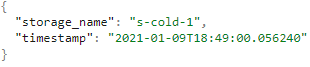 {
  "storage_name": "s-cold-1",
  "timestamp": "2021-01-09T18:49:00.056240"
}